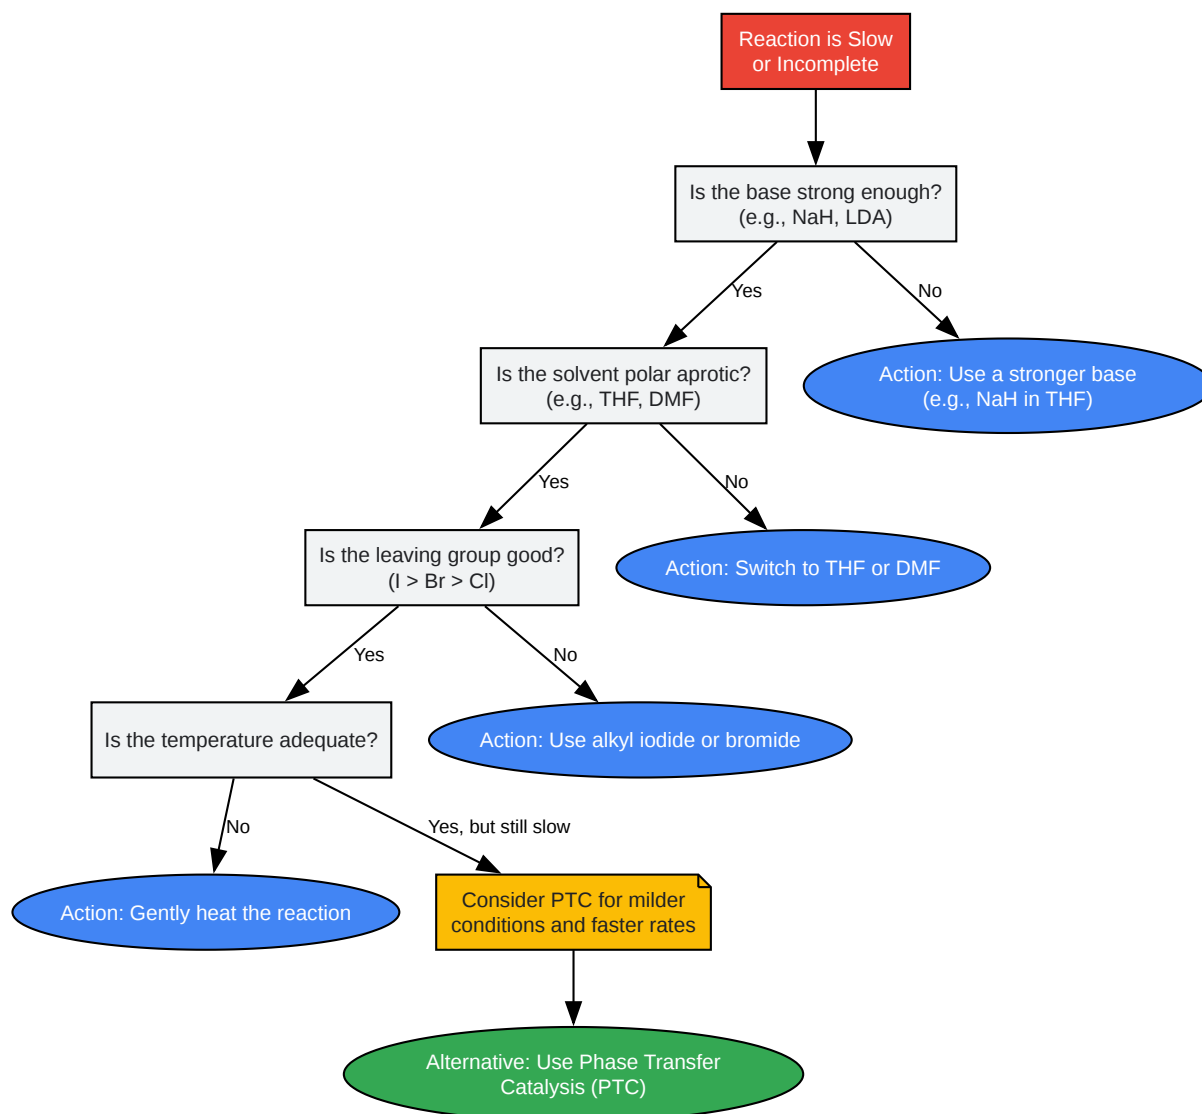 Reaction is Slow
or Incomplete
Is the base strong enough?
(e.g., NaH, LDA)
Yes
No
Is the solvent polar aprotic?
(e.g., THF, DMF)
Action: Use a stronger base
(e.g., NaH in THF)
Yes
No
Is the leaving group good?
(I > Br > Cl)
Action: Switch to THF or DMF
Yes
No
Is the temperature adequate?
Action: Use alkyl iodide or bromide
No
Yes, but still slow
Action: Gently heat the reaction
Consider PTC for milder
conditions and faster rates
Alternative: Use Phase Transfer
Catalysis (PTC)